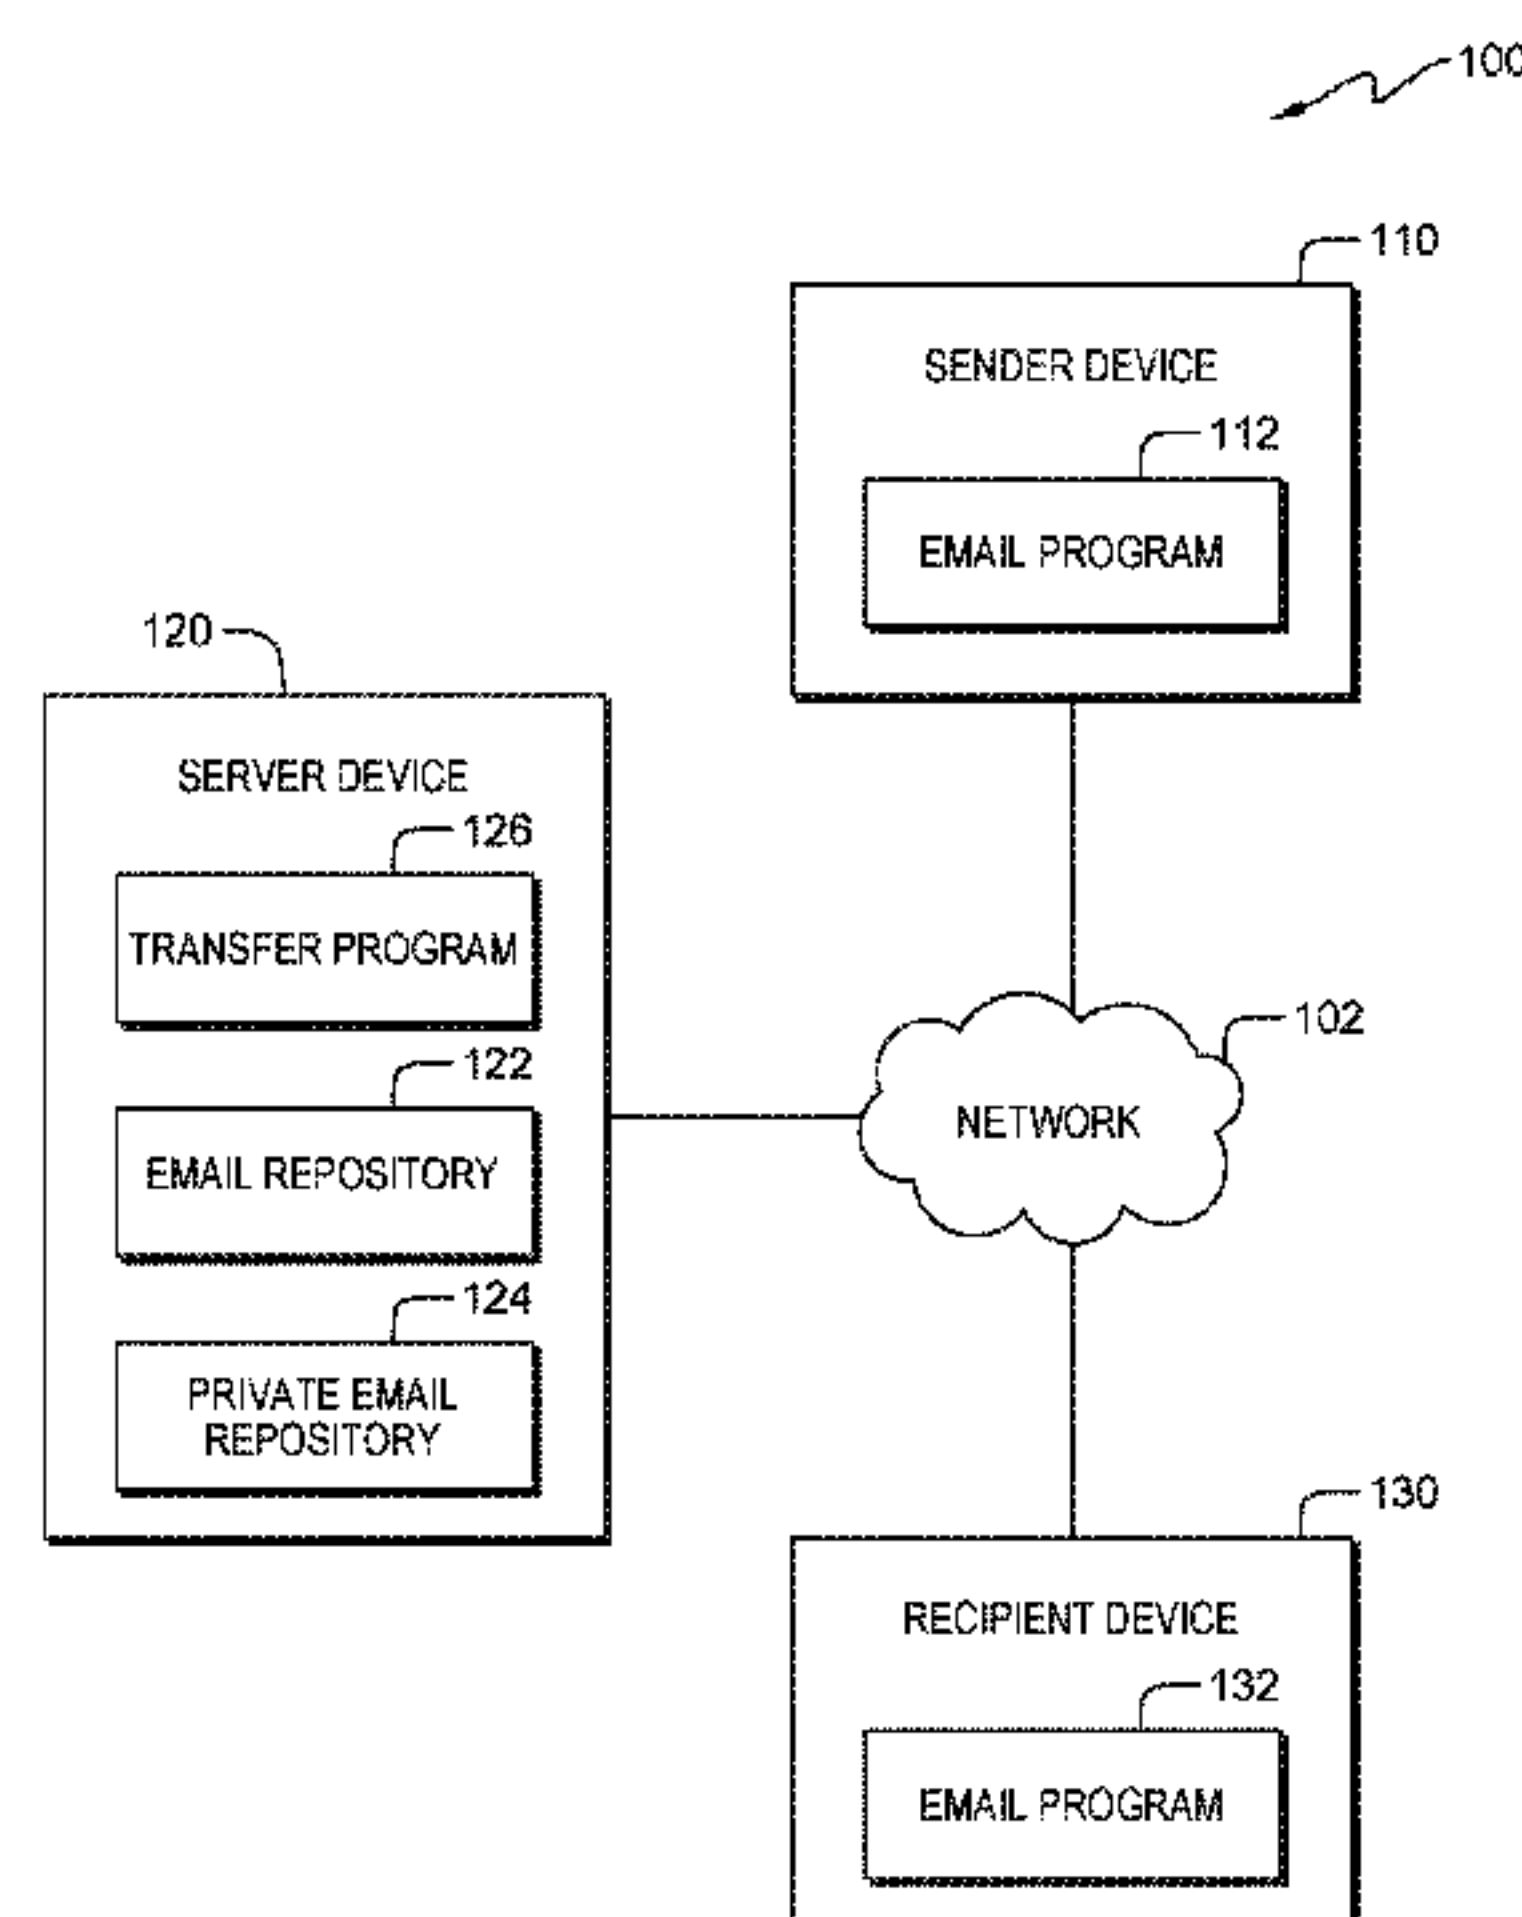 100
110
SENDER DEVICE
112
EMAIL PROGRAM
120
SERVER DEVICE
126
TRANSFER PROGRAM
122
EMAIL REPOSITORY
124
PRIVATE EMAIL
REPOSITORY
102
NETWORK
130
RECIPIENT DEVICE
132
EMAIL PROGRAM